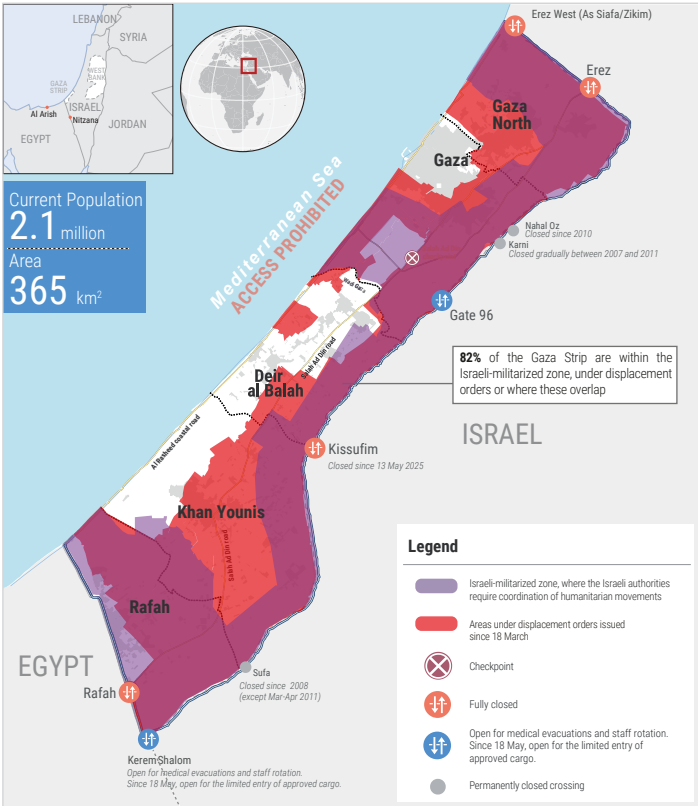 LEBANON
SYRIA
WEST
BANK
GAZA
STRIP
ISRAEL
Al Arish
Nitzana
EGYPT
JORDAN
Current Population
2.1 million
Area
365 km²
Mediterranean Sea
ACCESS PROHIBITED
Erez West (As Siafa/Zikim)
Erez
Gaza
North
Gaza
Nahal Oz
Closed since 2010
Karni
Closed gradually between 2007 and 2011
Wadi Gaza
Gate 96
Salah Ad Din road
82% of the Gaza Strip are within the
Israeli-militarized zone, under displacement
orders or where these overlap
Deir
al Balah
Al Rasheed coastal road
ISRAEL
Kissufim
Closed since 13 May 2025
Khan Younis
Salah Ad Din road
Rafah
EGYPT
Sufa
Closed since 2008
(except Mar-Apr 2011)
Rafah
Kerem Shalom
Open for medical evacuations and staff rotation.
Since 18 May, open for the limited entry of approved cargo.
Legend
Israeli-militarized zone, where the Israeli authorities
require coordination of humanitarian movements
Areas under displacement orders issued
since 18 March
Checkpoint
Fully closed
Open for medical evacuations and staff rotation.
Since 18 May, open for the limited entry of
approved cargo.
Permanently closed crossing